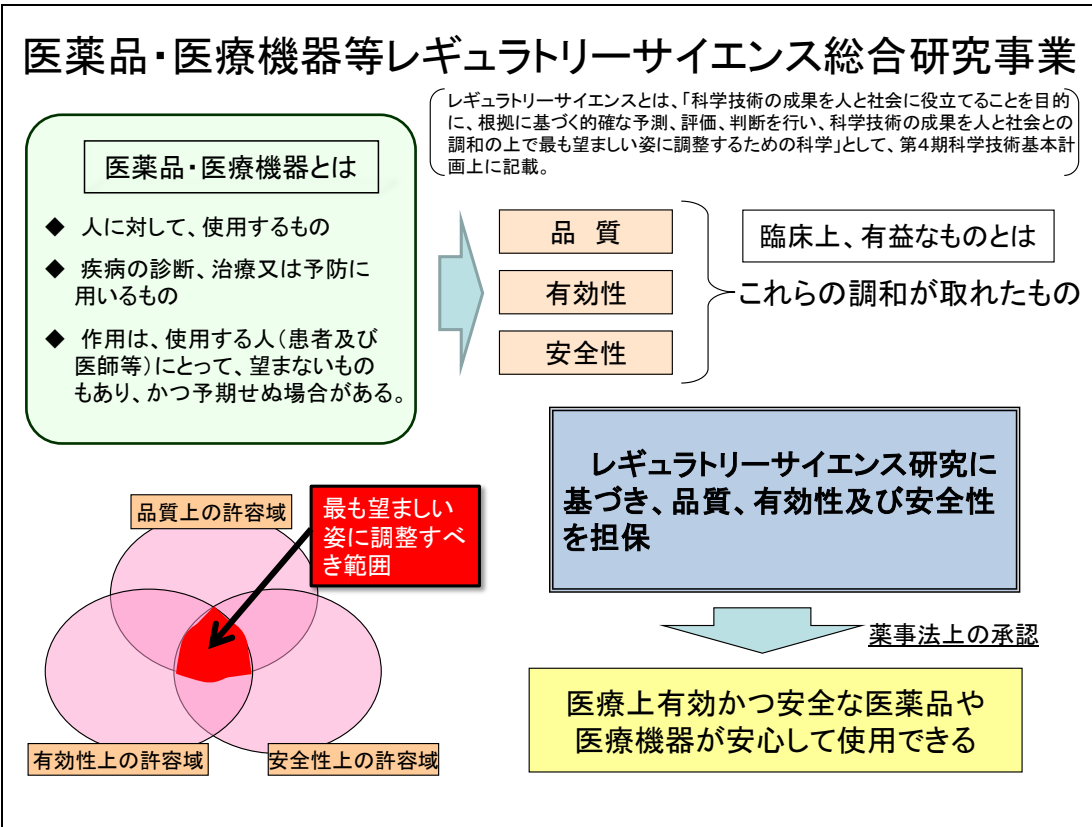 医薬品・医療機器等レギュラトリーサイエンス総合研究事業
レギュラトリーサイエンスとは、「科学技術の成果を人と社会に役立てることを目的
に、根拠に基づく的確な予測、評価、判断を行い、科学技術の成果を人と社会との
調和の上で最も望ましい姿に調整するための科学」として、第4期科学技術基本計
画上に記載。
医薬品・医療機器とは
◆ 人に対して、使用するもの
◆ 疾病の診断、治療又は予防に
用いるもの
◆ 作用は、使用する人（患者及び
医師等）にとって、望まないもの
もあり、かつ予期せぬ場合がある。
品 質
有効性
安全性
臨床上、有益なものとは
これらの調和が取れたもの
レギュラトリーサイエンス研究に
基づき、品質、有効性及び安全性
を担保
品質上の許容域
最も望ましい
姿に調整すべ
き範囲
有効性上の許容域
安全性上の許容域
薬事法上の承認
医療上有効かつ安全な医薬品や
医療機器が安心して使用できる